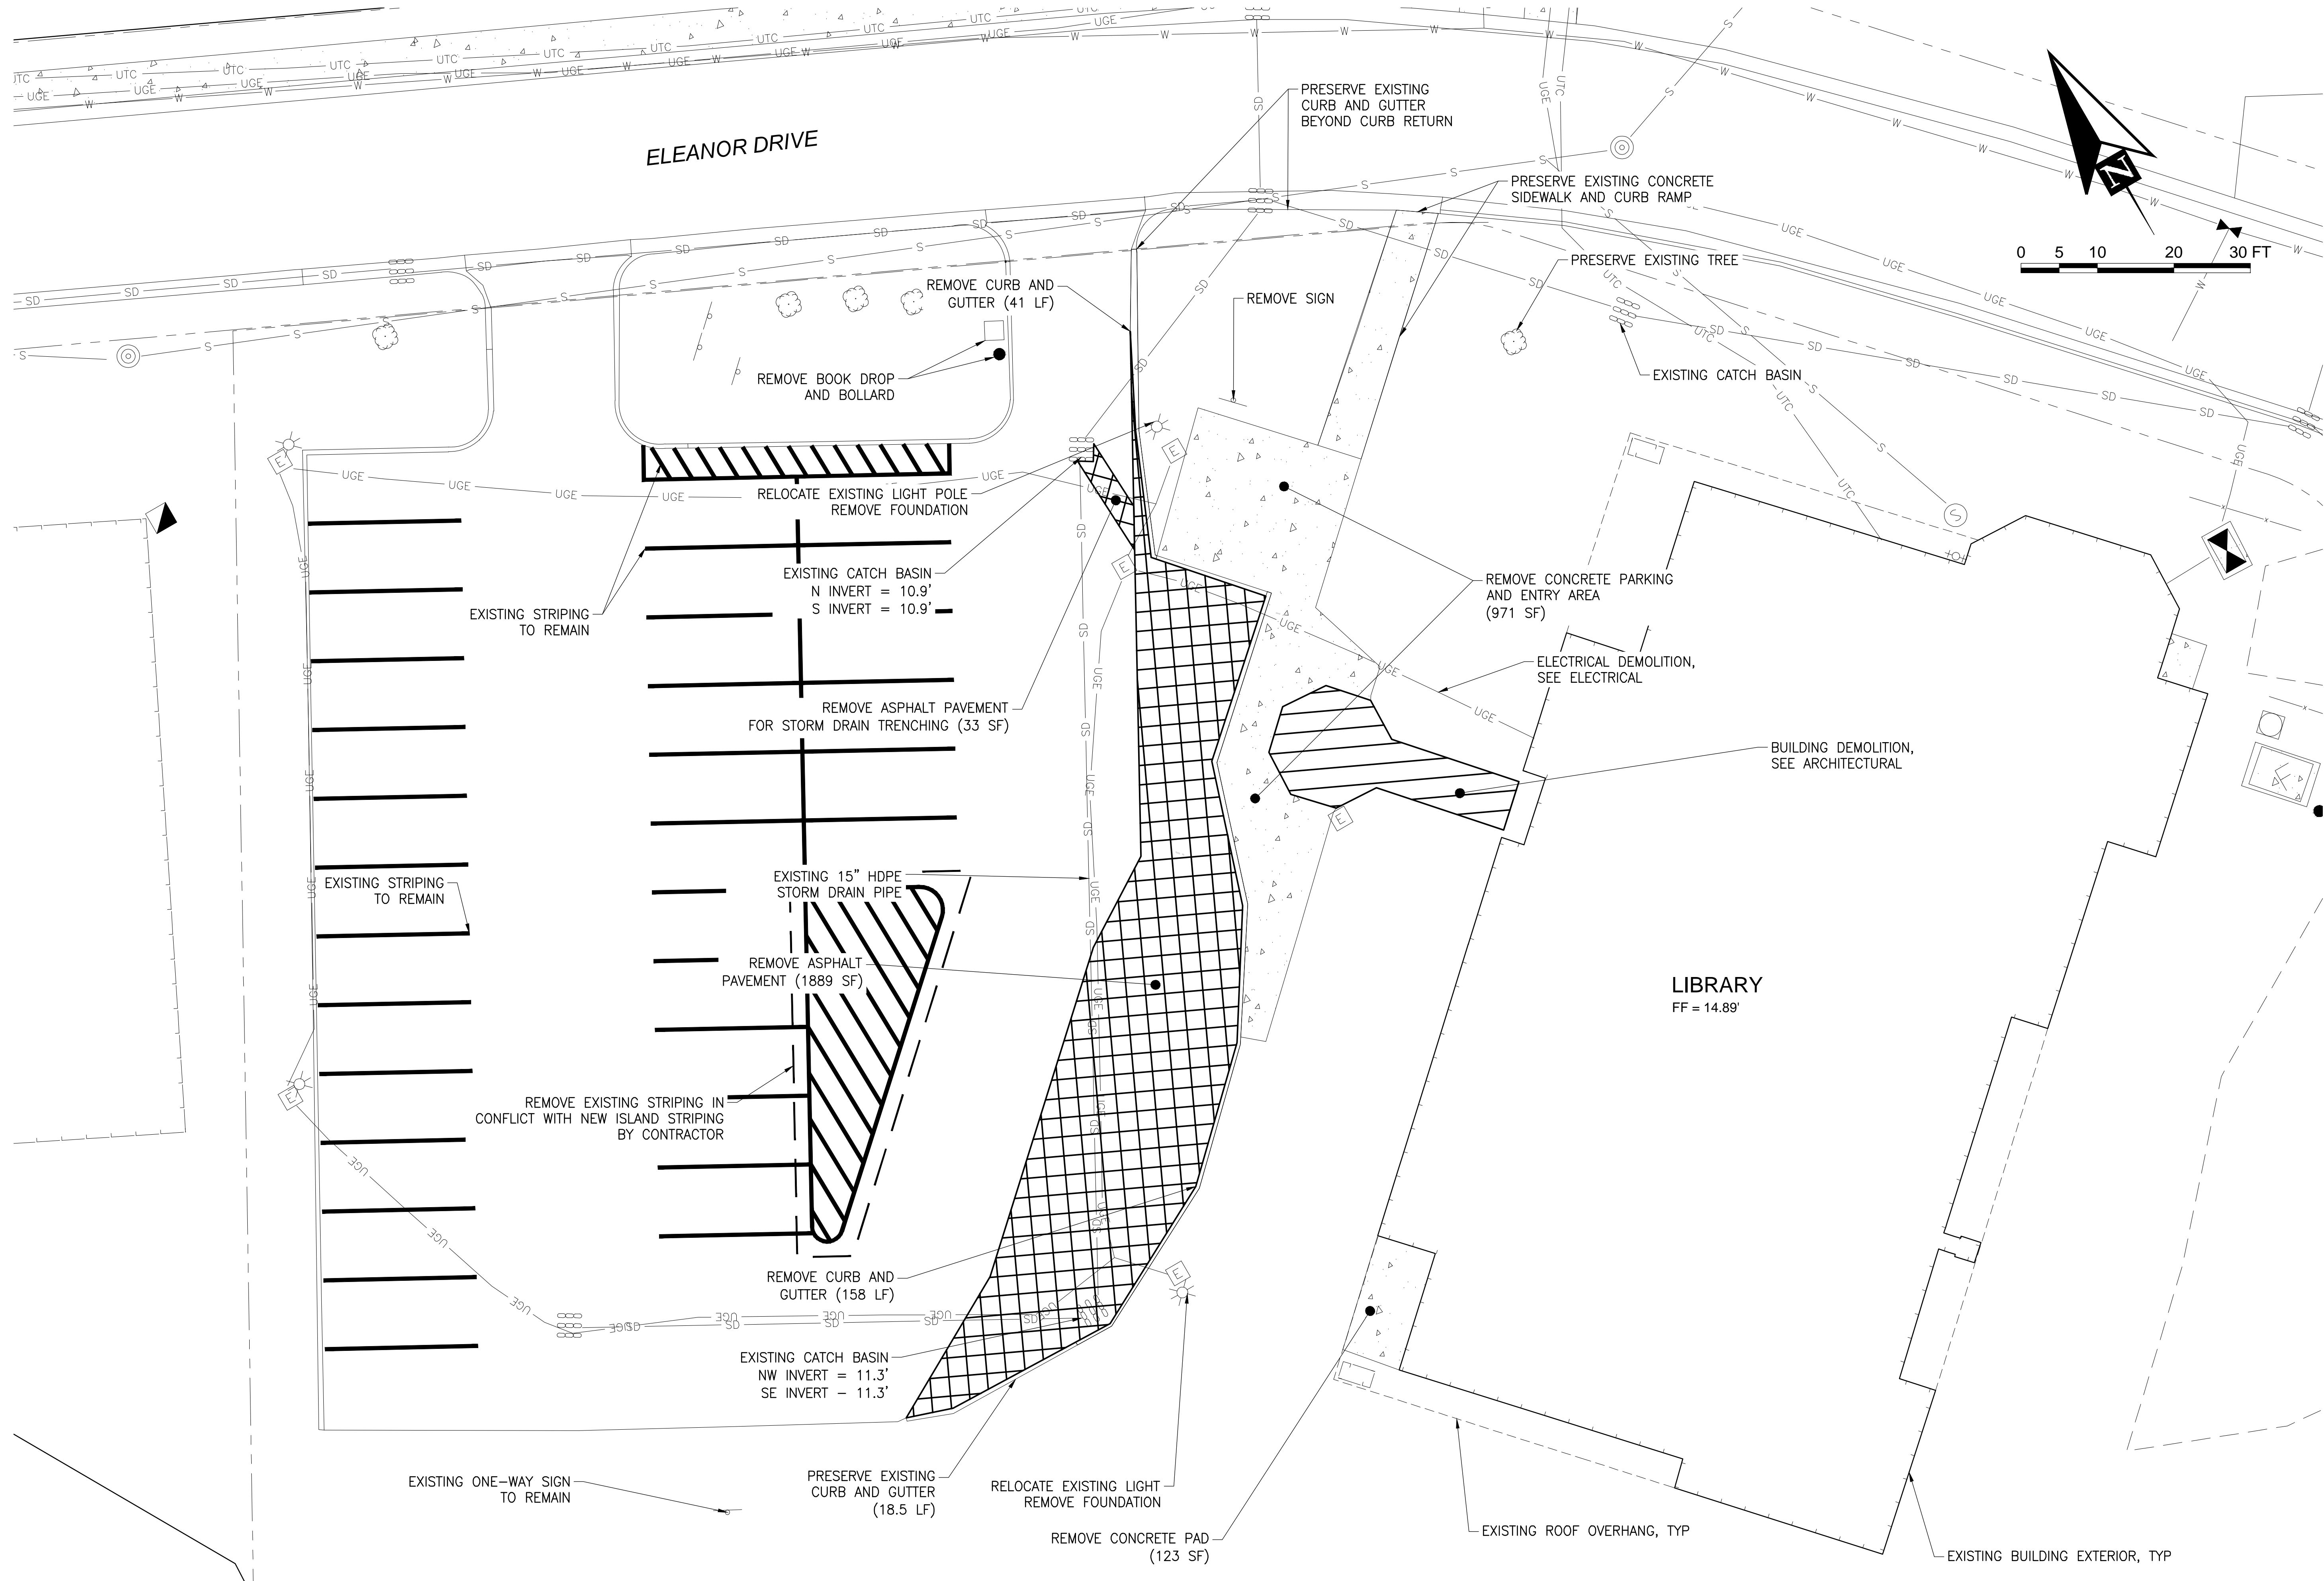 ELEANOR DRIVE
PRESERVE EXISTING
CURB AND GUTTER
BEYOND CURB RETURN
PRESERVE EXISTING CONCRETE
SIDEWALK AND CURB RAMP
N
0 5 10 20 30 FT
PRESERVE EXISTING TREE
REMOVE CURB AND
GUTTER (41 LF)
REMOVE SIGN
REMOVE BOOK DROP
AND BOLLARD
EXISTING CATCH BASIN
RELOCATE EXISTING LIGHT POLE
REMOVE FOUNDATION
EXISTING CATCH BASIN
N INVERT = 10.9'
S INVERT = 10.9'
EXISTING STRIPING
TO REMAIN
REMOVE CONCRETE PARKING
AND ENTRY AREA
(971 SF)
ELECTRICAL DEMOLITION,
SEE ELECTRICAL
REMOVE ASPHALT PAVEMENT
FOR STORM DRAIN TRENCHING (33 SF)
BUILDING DEMOLITION,
SEE ARCHITECTURAL
EXISTING STRIPING
TO REMAIN
EXISTING 15" HDPE
STORM DRAIN PIPE
REMOVE ASPHALT
PAVEMENT (1889 SF)
LIBRARY
FF = 14.89'
REMOVE EXISTING STRIPING IN
CONFLICT WITH NEW ISLAND STRIPING
BY CONTRACTOR
REMOVE CURB AND
GUTTER (158 LF)
EXISTING CATCH BASIN
NW INVERT = 11.3'
SE INVERT – 11.3'
EXISTING ONE-WAY SIGN
TO REMAIN
PRESERVE EXISTING
CURB AND GUTTER
(18.5 LF)
RELOCATE EXISTING LIGHT
REMOVE FOUNDATION
REMOVE CONCRETE PAD
(123 SF)
EXISTING ROOF OVERHANG, TYP
EXISTING BUILDING EXTERIOR, TYP
UTC
UGE
W
SD
S
E